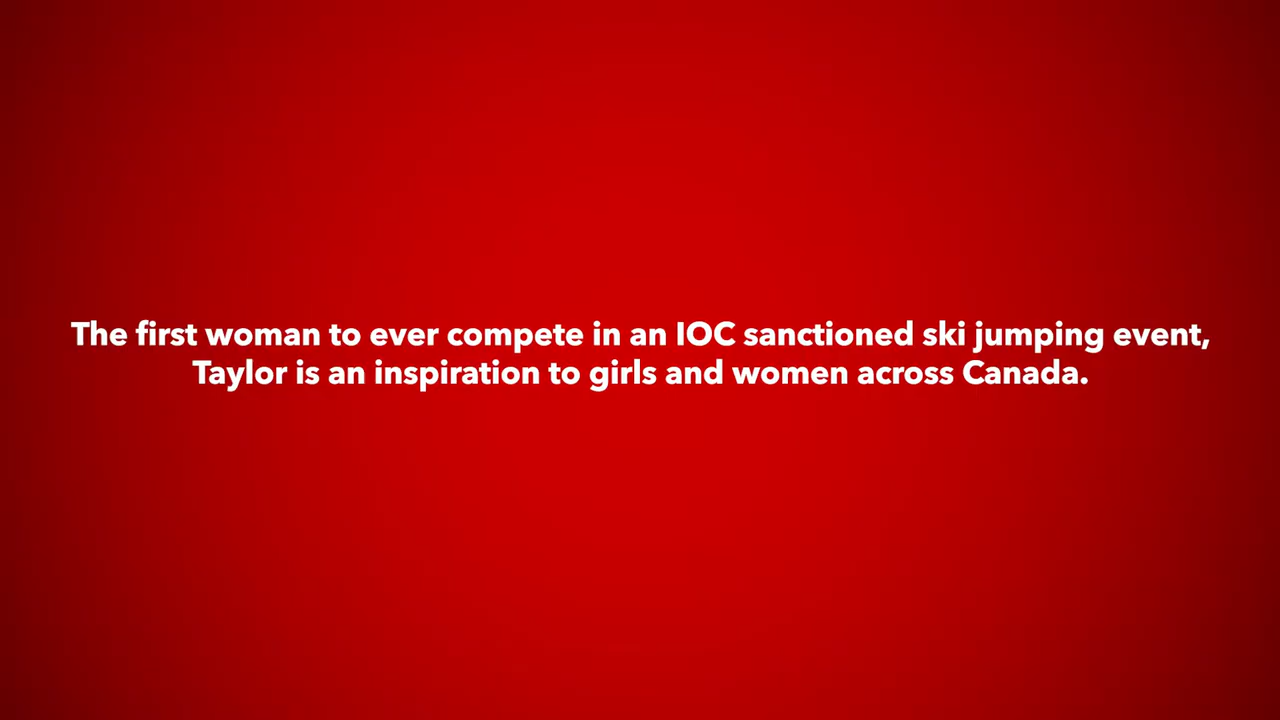 The first woman to ever compete in an IOC sanctioned ski jumping event,
Taylor is an inspiration to girls and women across Canada.